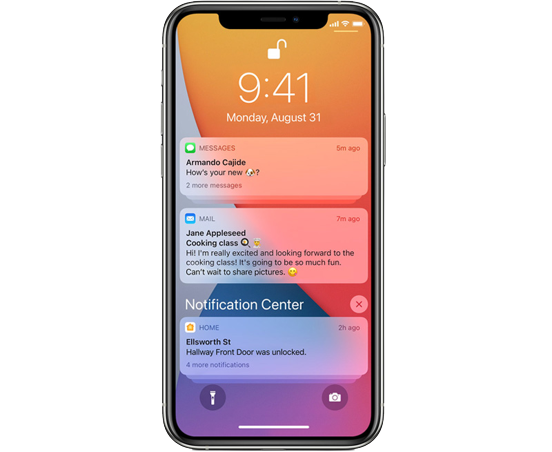 9:41
Monday, August 31
MESSAGES 5m ago
Armando Cajide
How's your new 🐶?
2 more messages
MAIL 7m ago
Jane Appleseed
Cooking class 🍳👨‍🍳
Hi! I'm really excited and looking forward to the
cooking class! It's going to be so much fun.
Can't wait to share pictures. 😋
Notification Center
HOME 2h ago
Ellsworth St
Hallway Front Door was unlocked.
4 more notifications